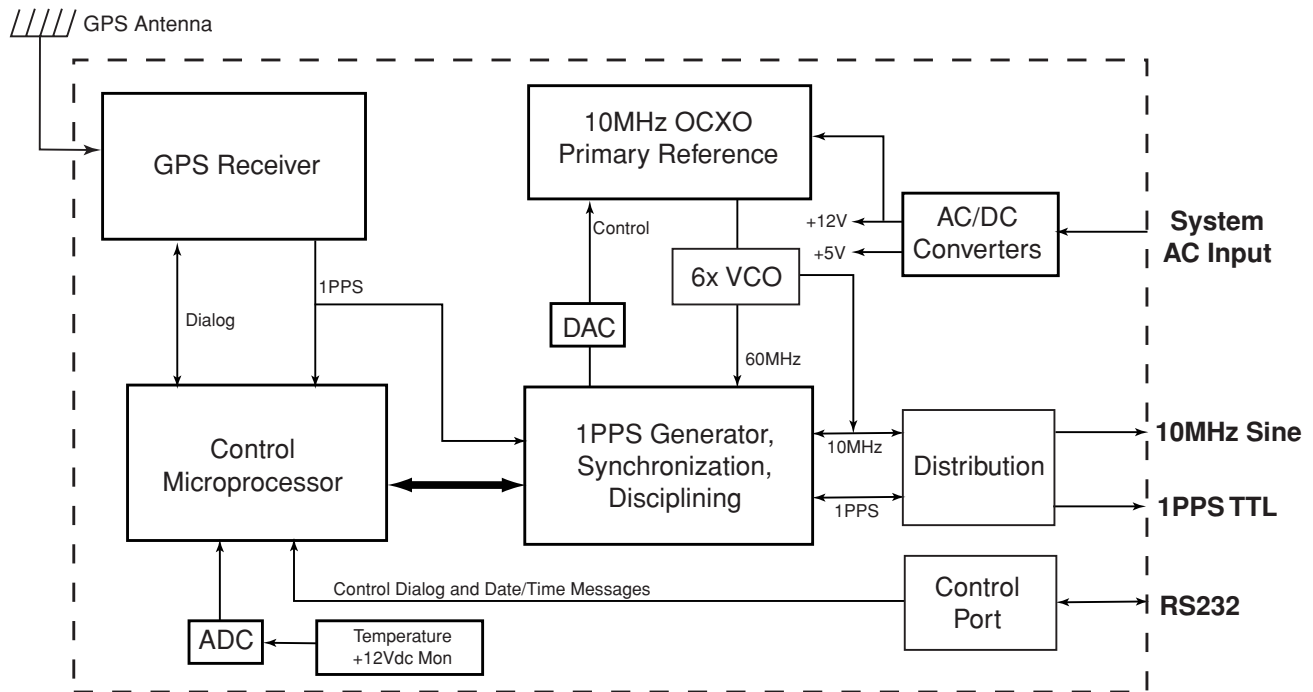 GPS Antenna
GPS Receiver
10MHz OCXO
Primary Reference
AC/DC
Converters
System
AC Input
+12V
+5V
Control
6x VCO
1PPS
Dialog
DAC
60MHz
Control
Microprocessor
1PPS Generator,
Synchronization,
Disciplining
10MHz
1PPS
Distribution
10MHz Sine
1PPS TTL
Control Dialog and Date/Time Messages
Control
Port
RS232
ADC
Temperature
+12Vdc Mon